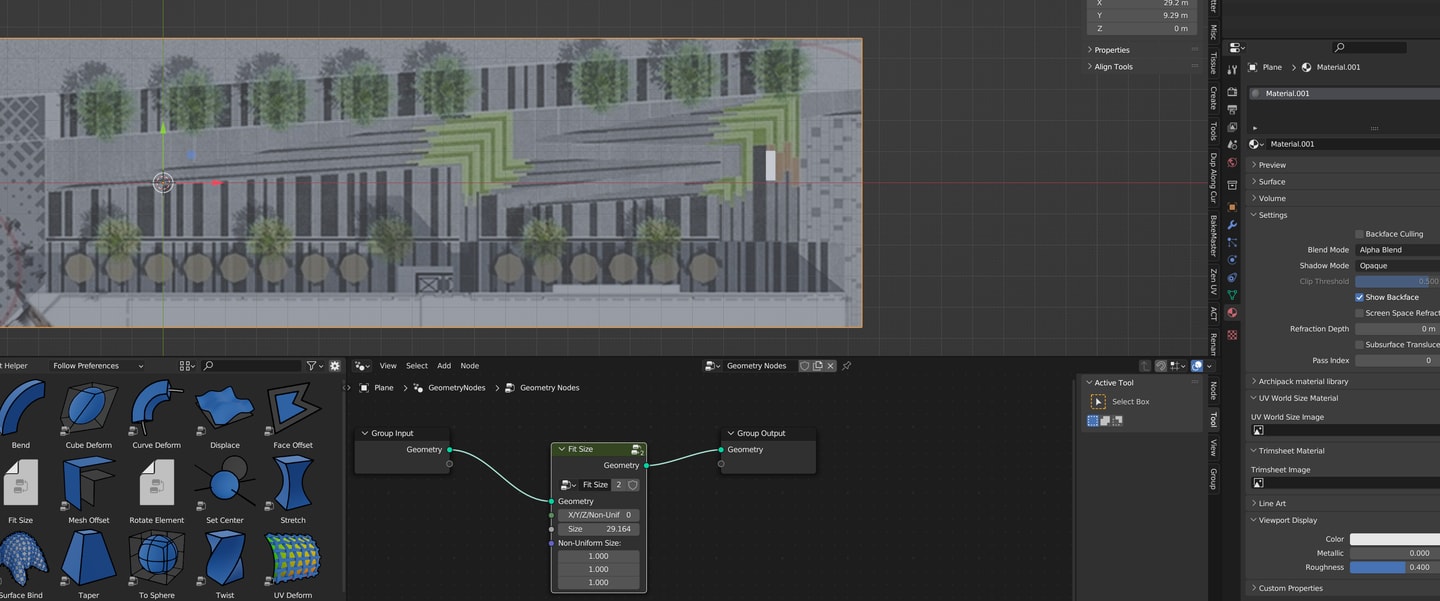 X 29.2 m
Y 9.29 m
Z 0 m
Properties
Align Tools
Misc
Tissue
Create
Tools
Dup Along Cur
BakeMaster
Zen UV
ACT
Renam
Plane > Material.001
Material.001
Material.001
Preview
Surface
Volume
Settings
Backface Culling
Blend Mode Alpha Blend
Shadow Mode Opaque
Clip Threshold 0.500
Show Backface
Screen Space Refract
Refraction Depth 0 m
Subsurface Transluce
Pass Index 0
Archipack material library
UV World Size Material
UV World Size Image
Trimsheet Material
Trimsheet Image
Line Art
Viewport Display
Color
Metallic 0.000
Roughness 0.400
Custom Properties
t Helper Follow Preferences
Bend Cube Deform Curve Deform Displace Face Offset
Fit Size Mesh Offset Rotate Element Set Center Stretch
Surface Bind Taper To Sphere Twist UV Deform
View Select Add Node Geometry Nodes
Plane > GeometryNodes > Geometry Nodes
Group Input
Geometry
Fit Size
2
Geometry
Fit Size 2
Geometry
X/Y/Z/Non-Unif 0
Size 29.164
Non-Uniform Size:
1.000
1.000
1.000
Group Output
Geometry
Active Tool
Select Box
Node
Tool
View
Group